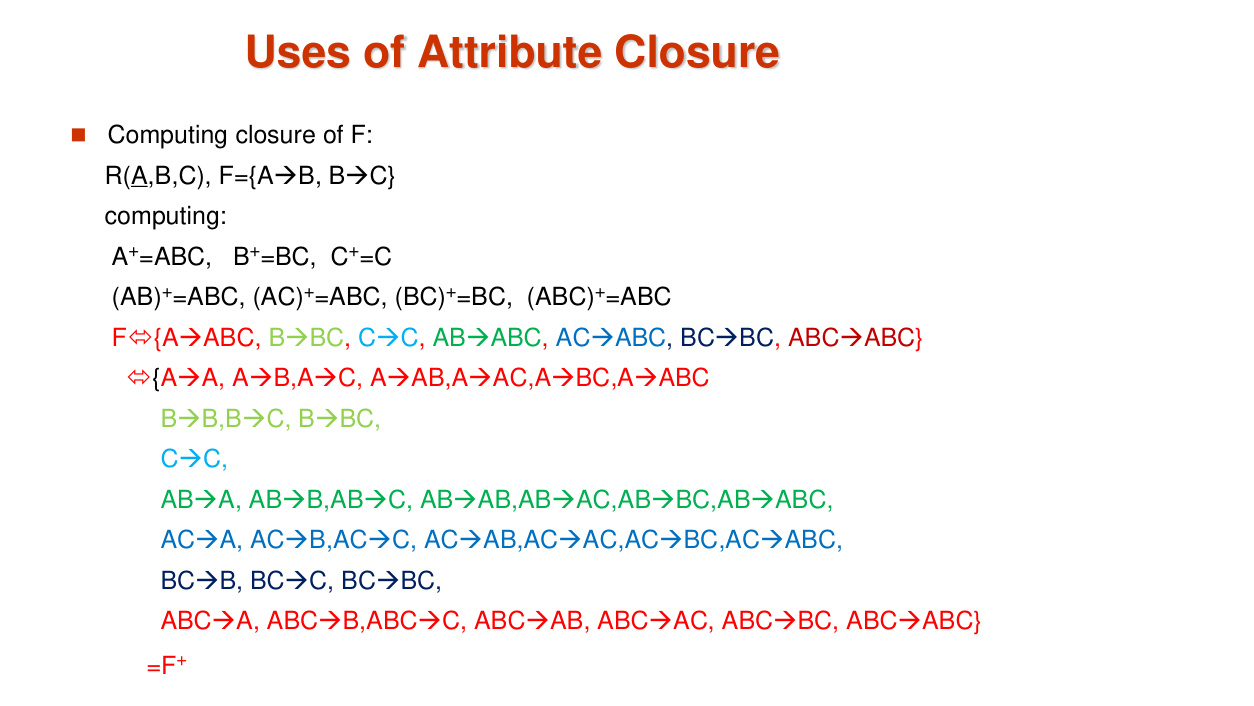 Uses of Attribute Closure
■ Computing closure of F:
R(A,B,C), F={A→B, B→C}
computing:
A⁺=ABC, B⁺=BC, C⁺=C
(AB)⁺=ABC, (AC)⁺=ABC, (BC)⁺=BC, (ABC)⁺=ABC
F⬄{A→ABC, B→BC, C→C, AB→ABC, AC→ABC, BC→BC, ABC→ABC}
⬄{A→A, A→B,A→C, A→AB,A→AC,A→BC,A→ABC
B→B,B→C, B→BC,
C→C,
AB→A, AB→B,AB→C, AB→AB,AB→AC,AB→BC,AB→ABC,
AC→A, AC→B,AC→C, AC→AB,AC→AC,AC→BC,AC→ABC,
BC→B, BC→C, BC→BC,
ABC→A, ABC→B,ABC→C, ABC→AB, ABC→AC, ABC→BC, ABC→ABC}
=F⁺